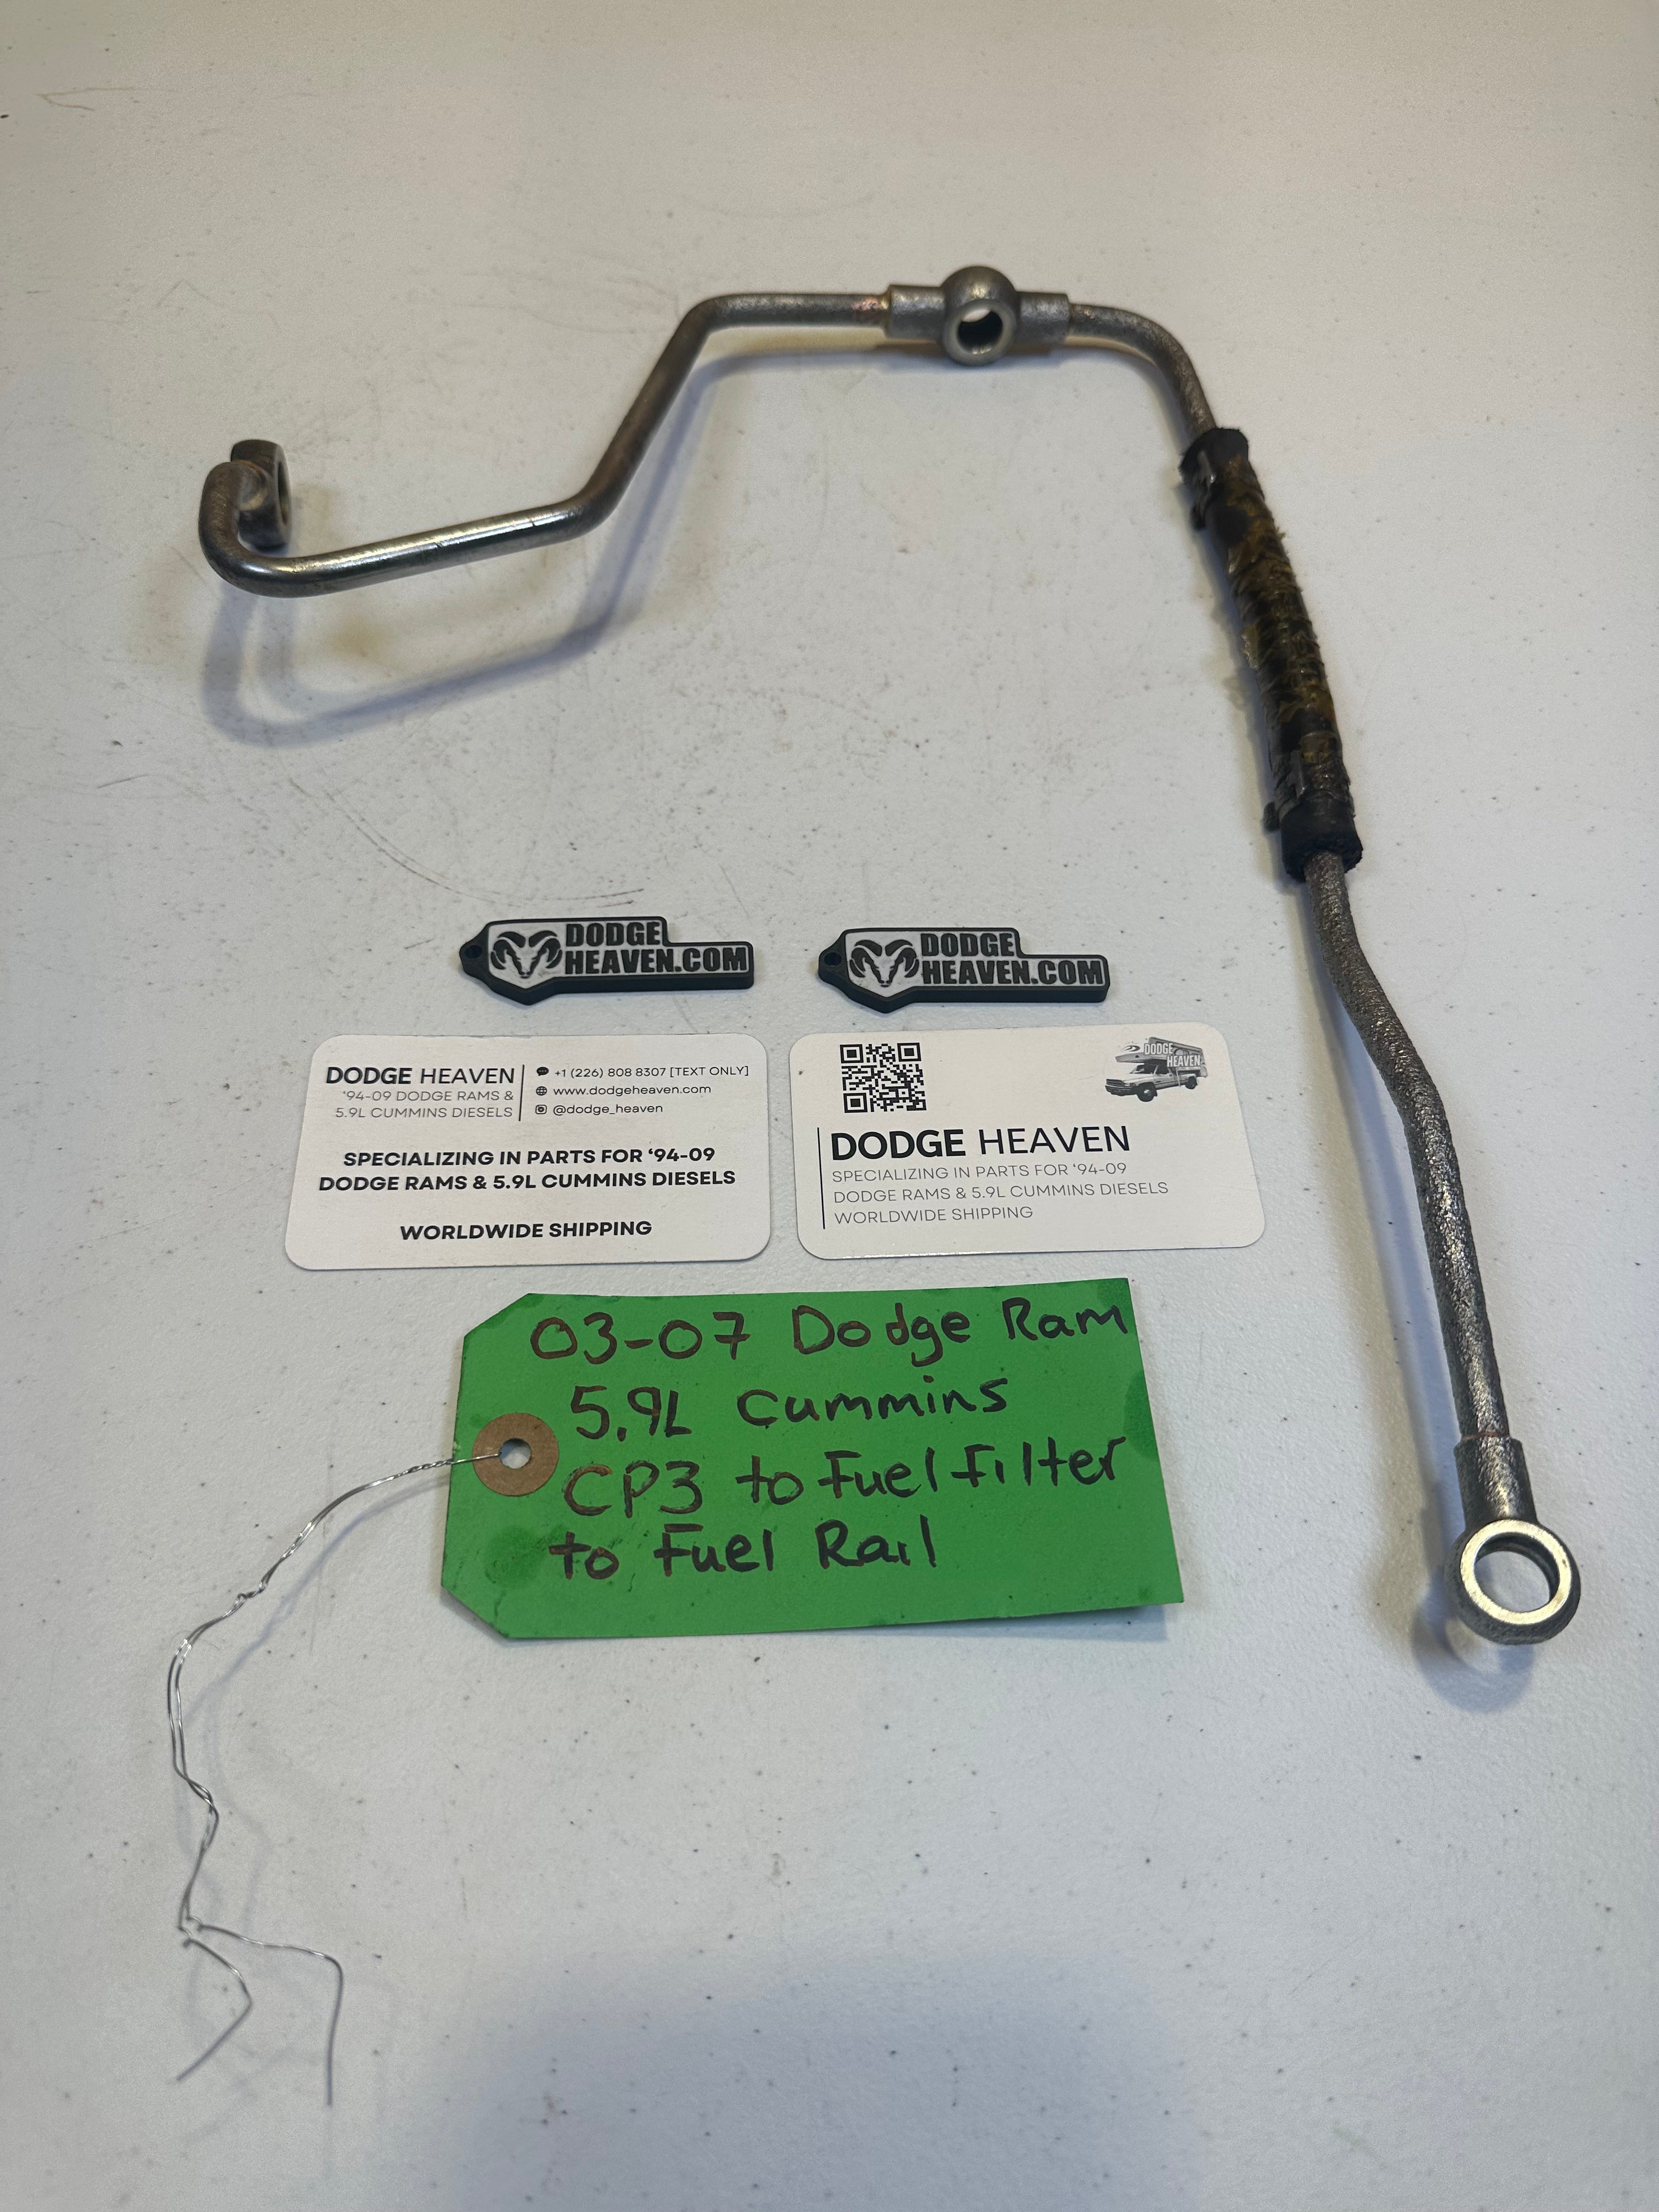 DODGE
HEAVEN.COM
DODGE
HEAVEN.COM
DODGE HEAVEN
'94-09 DODGE RAMS &
5.9L CUMMINS DIESELS
+1 (226) 808 8307 [TEXT ONLY]
www.dodgeheaven.com
@dodge_heaven
SPECIALIZING IN PARTS FOR '94-09
DODGE RAMS & 5.9L CUMMINS DIESELS
WORLDWIDE SHIPPING
DODGE
HEAVEN
DODGE HEAVEN
SPECIALIZING IN PARTS FOR '94-09
DODGE RAMS & 5.9L CUMMINS DIESELS
WORLDWIDE SHIPPING
03-07 Dodge Ram
5.9L Cummins
CP3 to Fuel Filter
to Fuel Rail